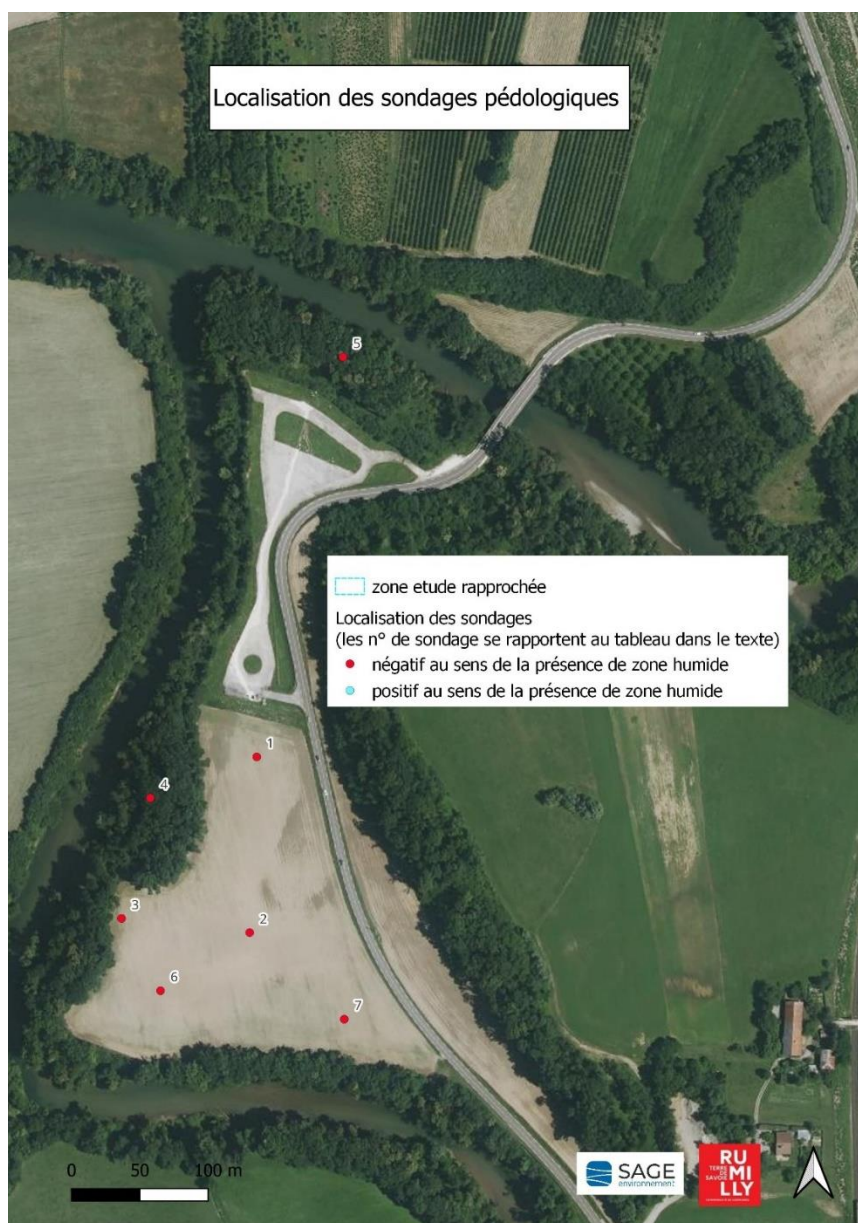 Localisation des sondages pédologiques
5
zone etude rapprochée
Localisation des sondages
(les n° de sondage se rapportent au tableau dans le texte)
négatif au sens de la présence de zone humide
positif au sens de la présence de zone humide
1
4
3
2
6
7
0 50 100 m
SAGE
environnement
RU
TERRE
DE
SAVOIE
MI
LLY